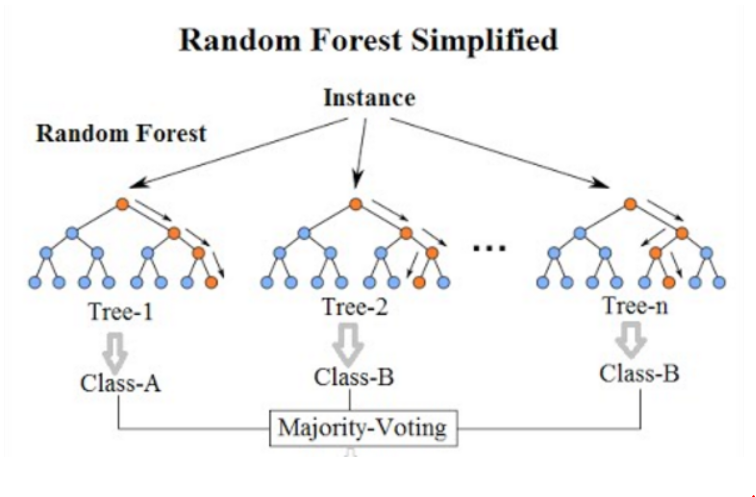 Random Forest Simplified
Instance
Random Forest
...
Tree-1
Tree-2
Tree-n
Class-A
Class-B
Class-B
Majority-Voting